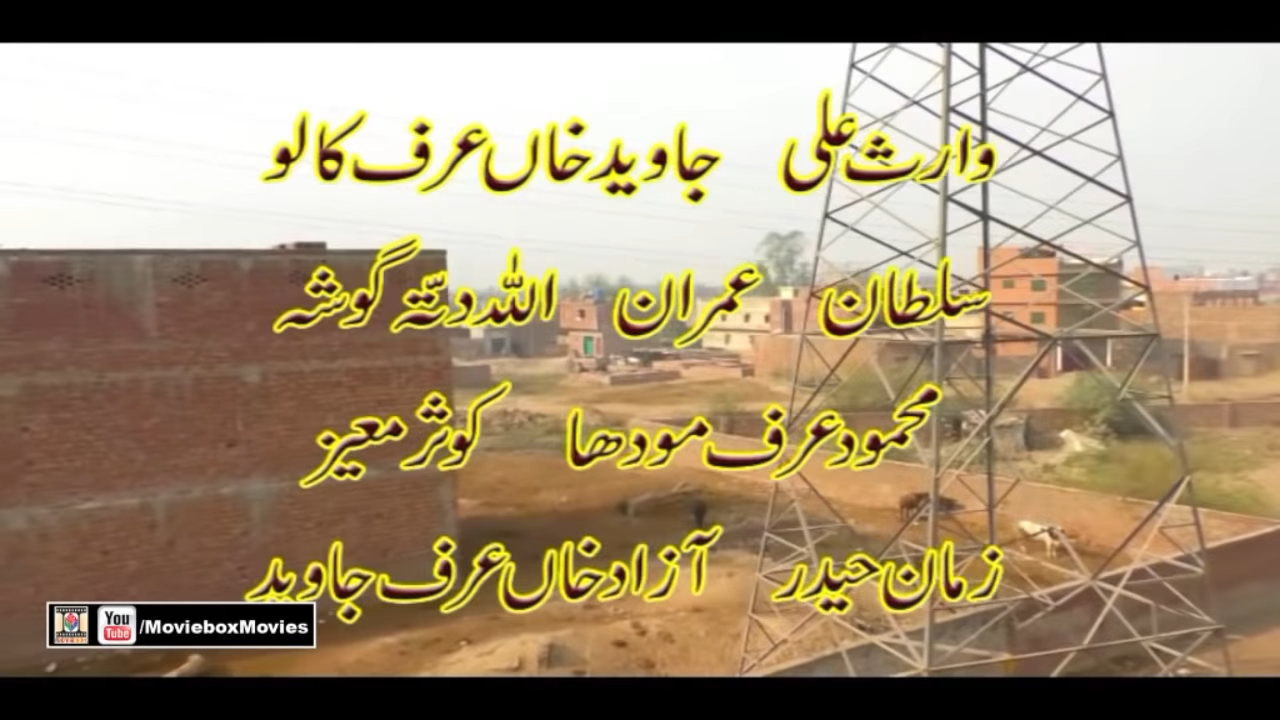 وارث علی جاوید خاں عرف کالو
سلطان عمران اللہ دتّہ گوشہ
محمود عرف مودھا کوثر معیز
زمان حیدر آزاد خاں عرف جاوید
You Tube /MovieboxMovies